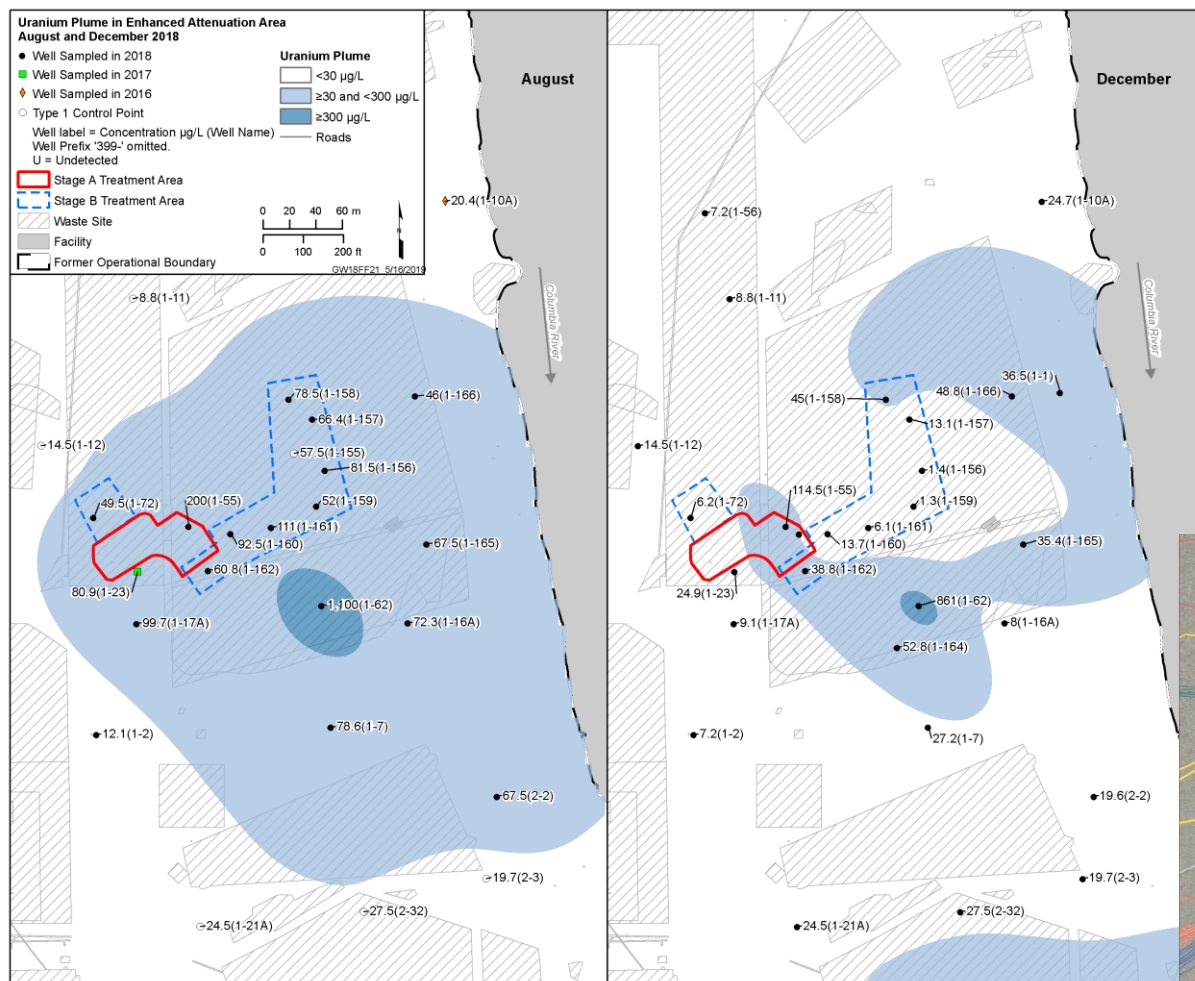 Uranium Plume in Enhanced Attenuation Area
August and December 2018
Well Sampled in 2018
Well Sampled in 2017
Well Sampled in 2016
Type 1 Control Point
Well label = Concentration µg/L (Well Name)
Well Prefix '399-' omitted.
U = Undetected
Stage A Treatment Area
Stage B Treatment Area
Waste Site
Facility
Former Operational Boundary
Uranium Plume
<30 µg/L
≥30 and <300 µg/L
≥300 µg/L
Roads
0 20 40 60 m
0 100 200 ft
N
GW18FF21 5/16/2019
August
20.4(1-10A)
Columbia River
8.8(1-11)
78.5(1-158)
46(1-166)
66.4(1-157)
14.5(1-12)
57.5(1-155)
81.5(1-156)
49.5(1-72)
200(1-55)
52(1-159)
111(1-161)
92.5(1-160)
67.5(1-165)
60.8(1-162)
80.9(1-23)
1,100(1-62)
99.7(1-17A)
72.3(1-16A)
78.6(1-7)
12.1(1-2)
67.5(2-2)
19.7(2-3)
27.5(2-32)
24.5(1-21A)
December
24.7(1-10A)
7.2(1-56)
Columbia River
8.8(1-11)
36.5(1-1)
45(1-158)
48.8(1-166)
13.1(1-157)
14.5(1-12)
1.4(1-156)
6.2(1-72)
114.5(1-55)
1.3(1-159)
6.1(1-161)
13.7(1-160)
35.4(1-165)
38.8(1-162)
24.9(1-23)
861(1-62)
9.1(1-17A)
8(1-16A)
52.8(1-164)
7.2(1-2)
27.2(1-7)
19.6(2-2)
19.7(2-3)
27.5(2-32)
24.5(1-21A)